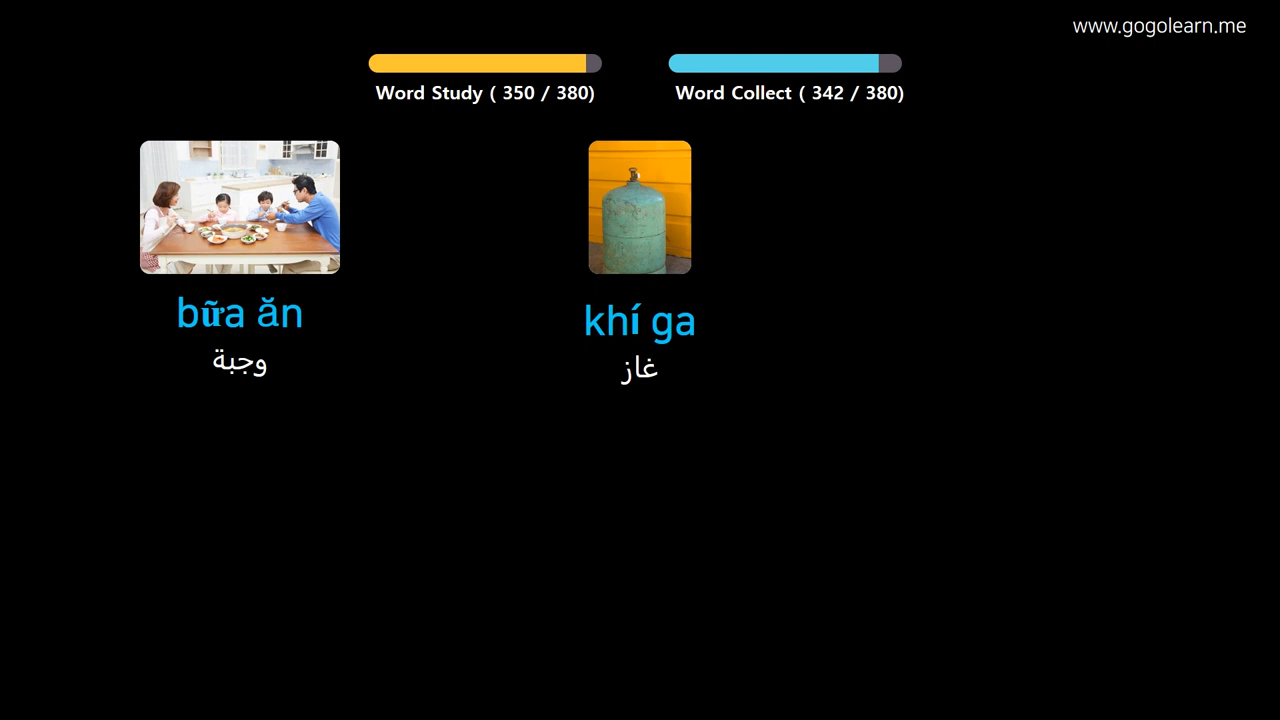 www.gogolearn.me
Word Study ( 350 / 380)
Word Collect ( 342 / 380)
bữa ăn
وجبة
khí ga
غاز